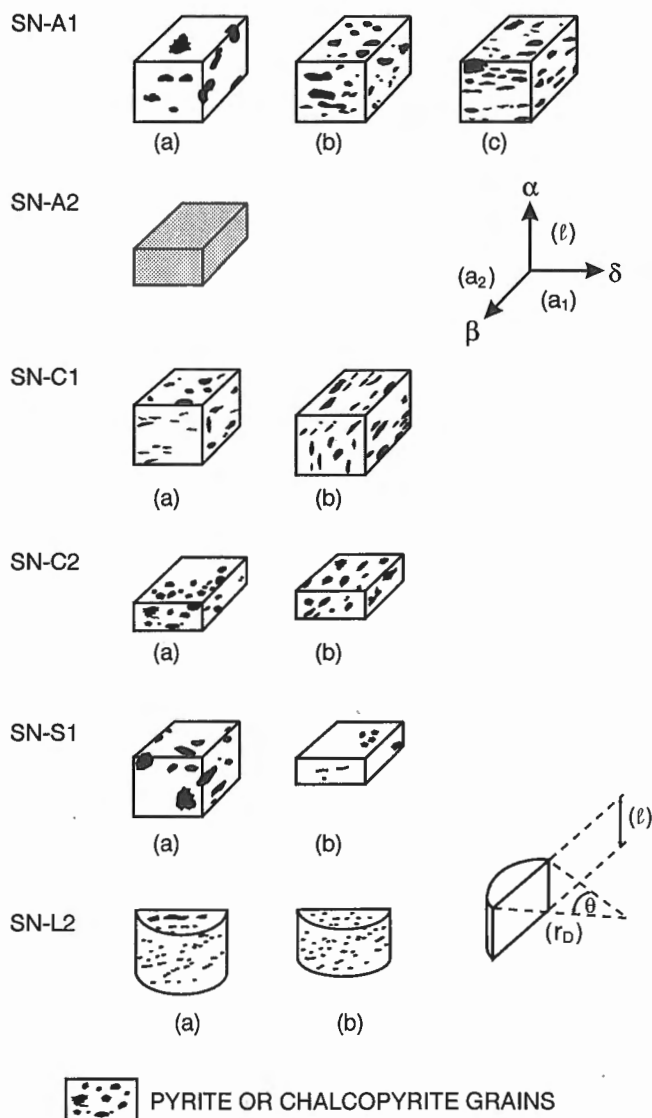 SN-A1
(a) (b) (c)
SN-A2
α
(ℓ)
(a₂) δ
(a₁)
β
SN-C1
(a) (b)
SN-C2
(a) (b)
SN-S1
(a) (b)
(ℓ)
SN-L2
θ
(r_D)
(a) (b)
PYRITE OR CHALCOPYRITE GRAINS